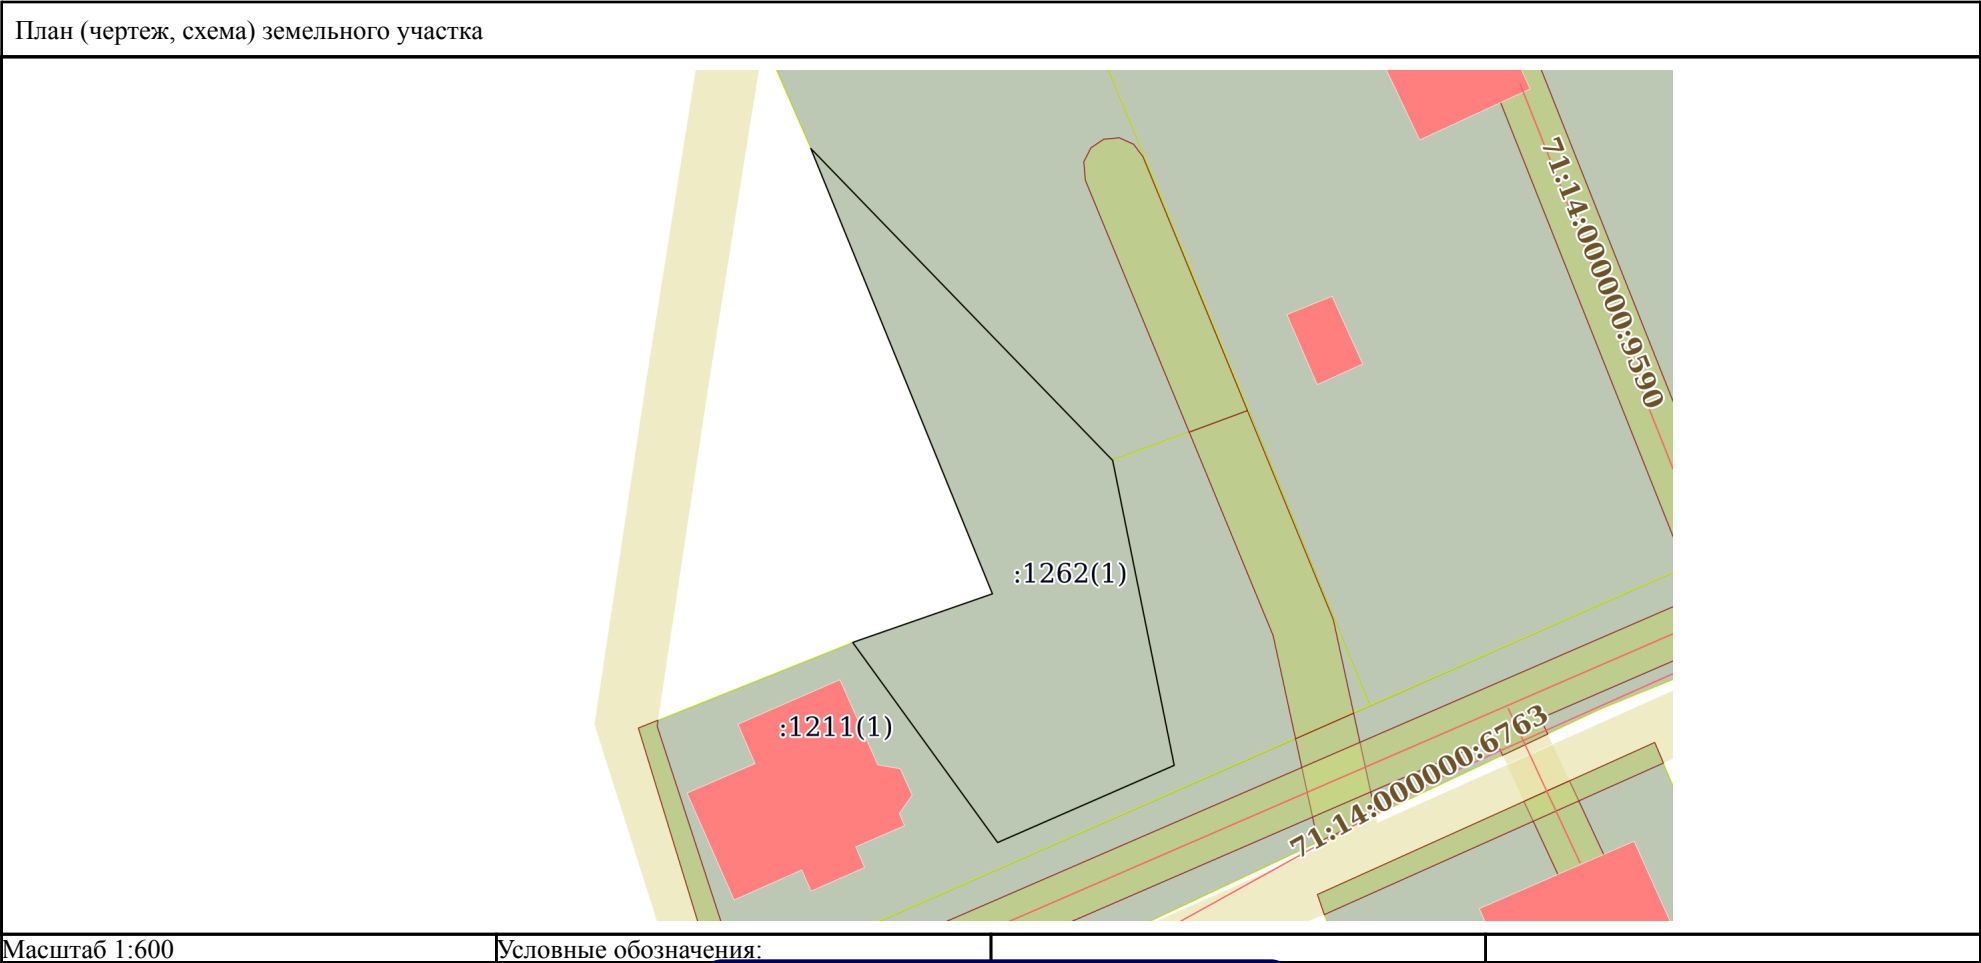 План (чертеж, схема) земельного участка
71:14:000000:9590
:1262(1)
:1211(1)
71:14:000000:6763
Масштаб 1:600
Условные обозначения: